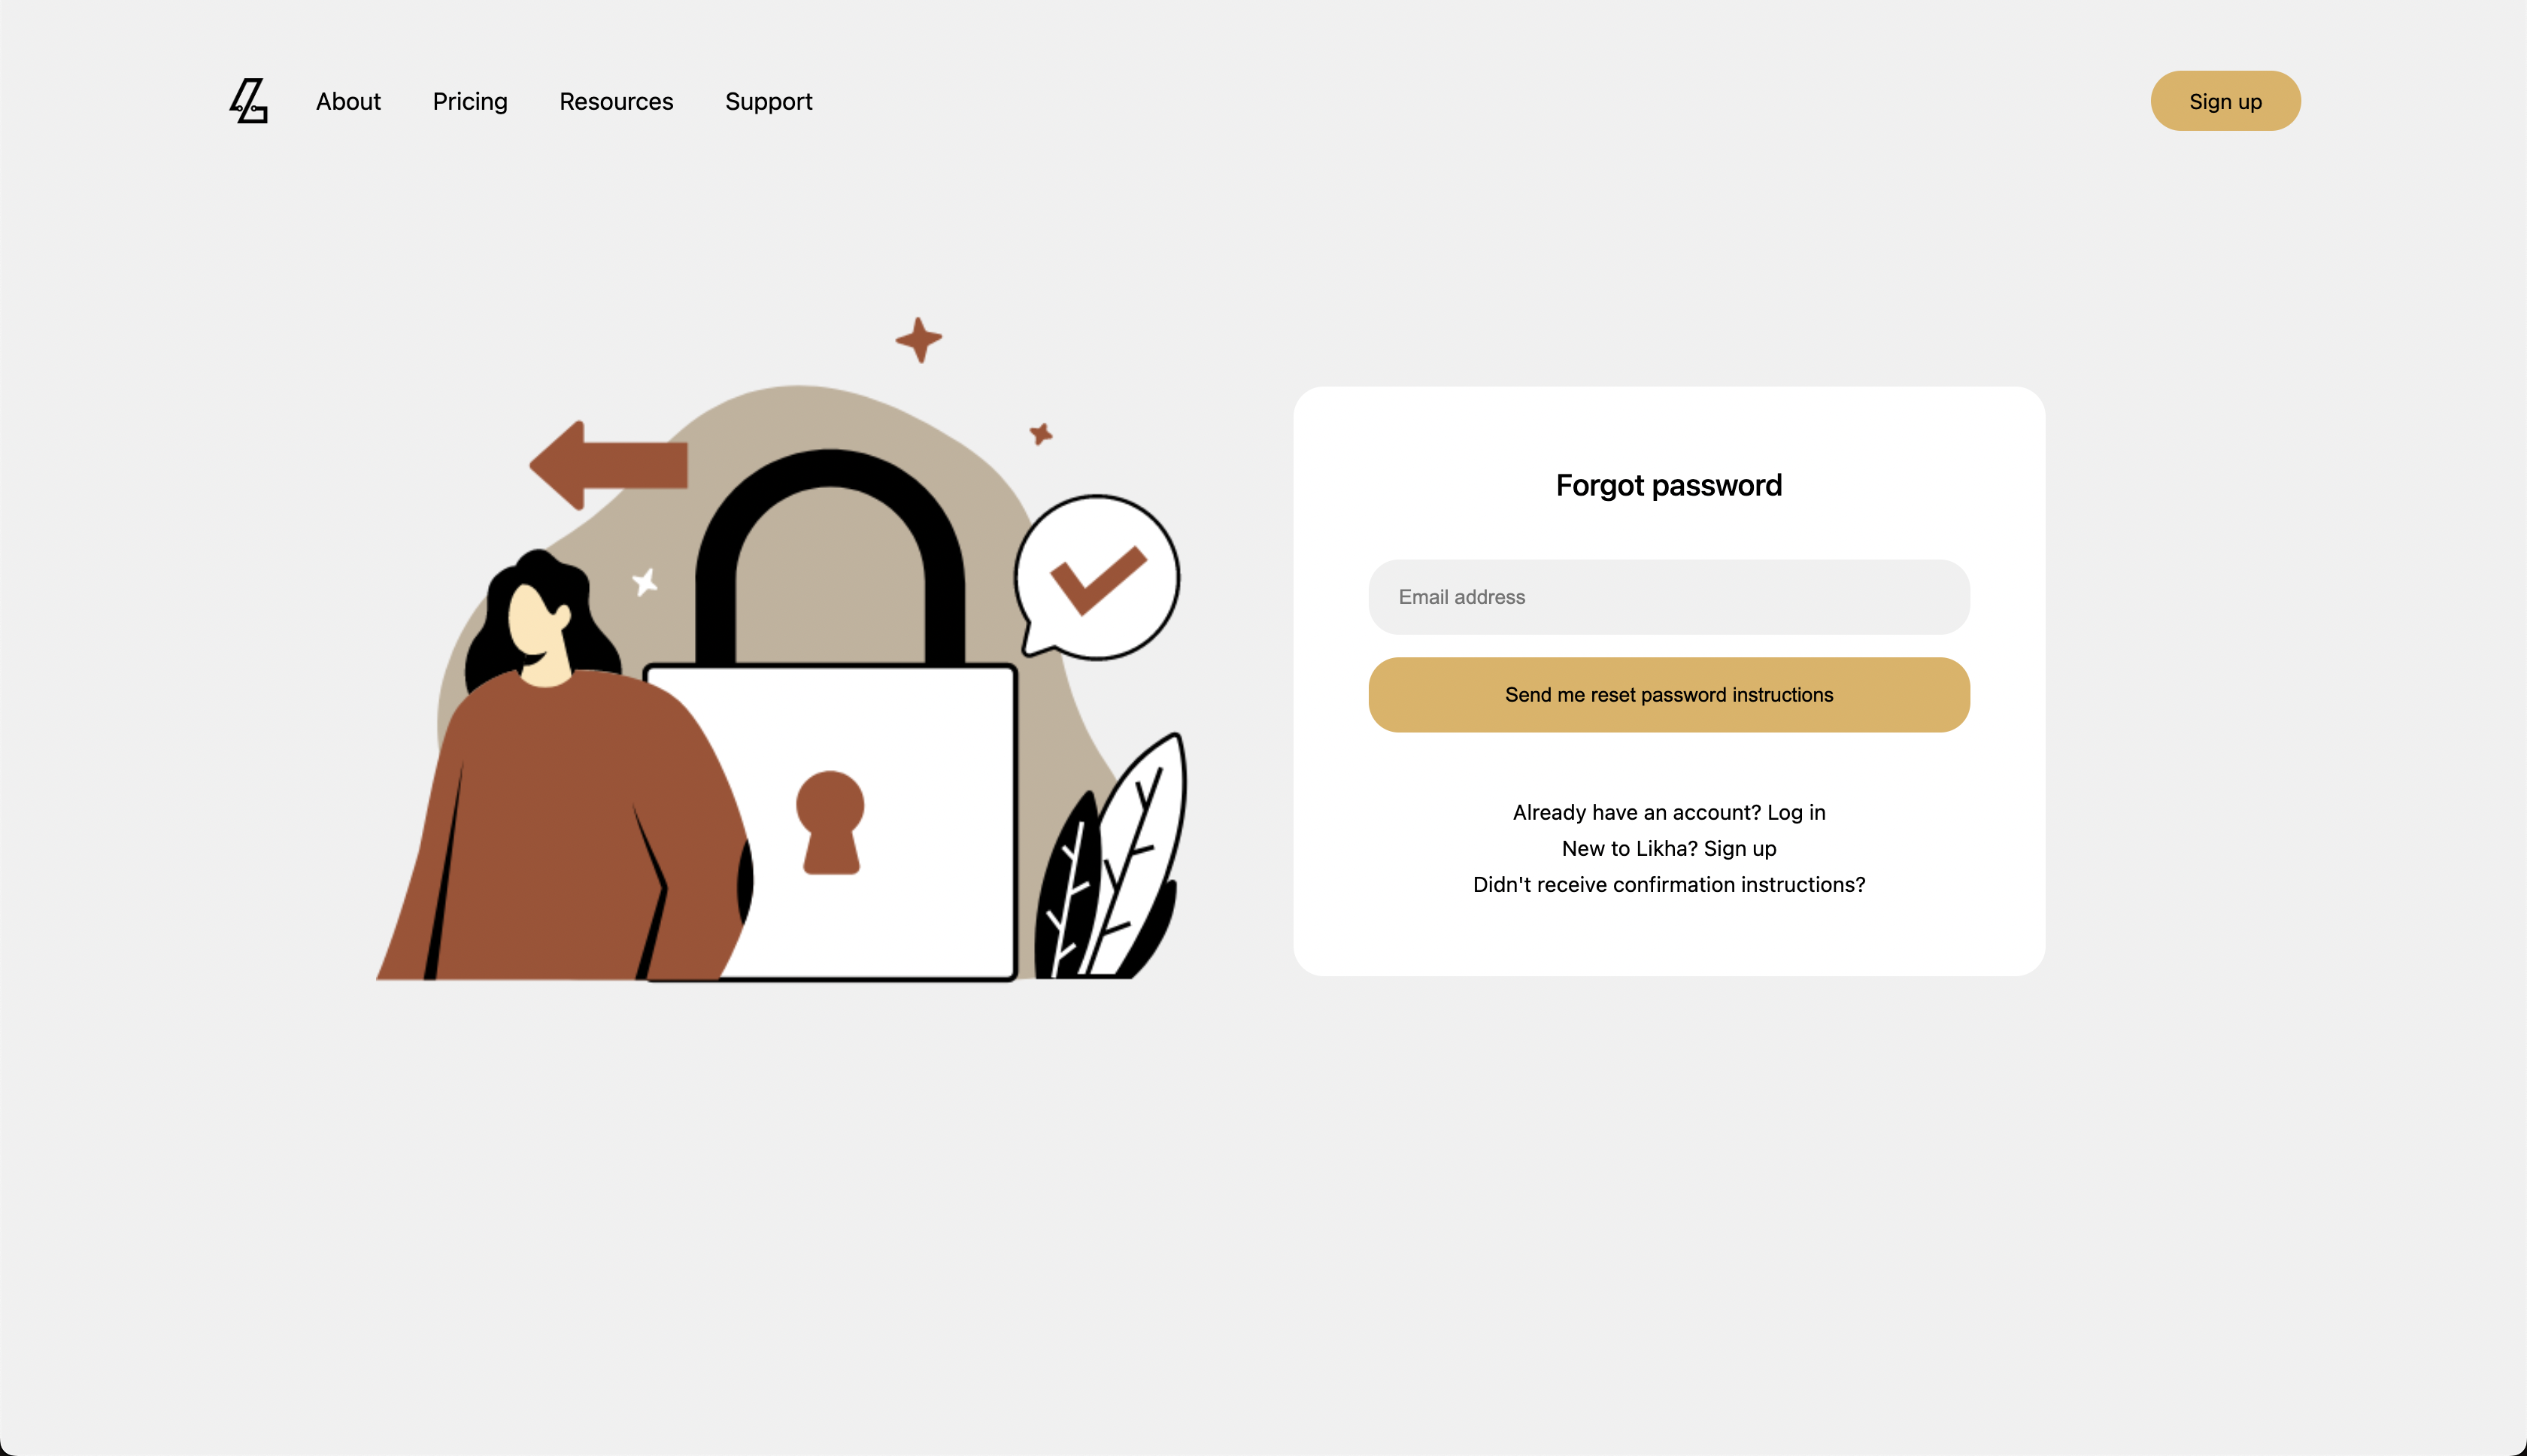 About
Pricing
Resources
Support
Sign up
Forgot password
Email address
Send me reset password instructions
Already have an account? Log in
New to Likha? Sign up
Didn't receive confirmation instructions?